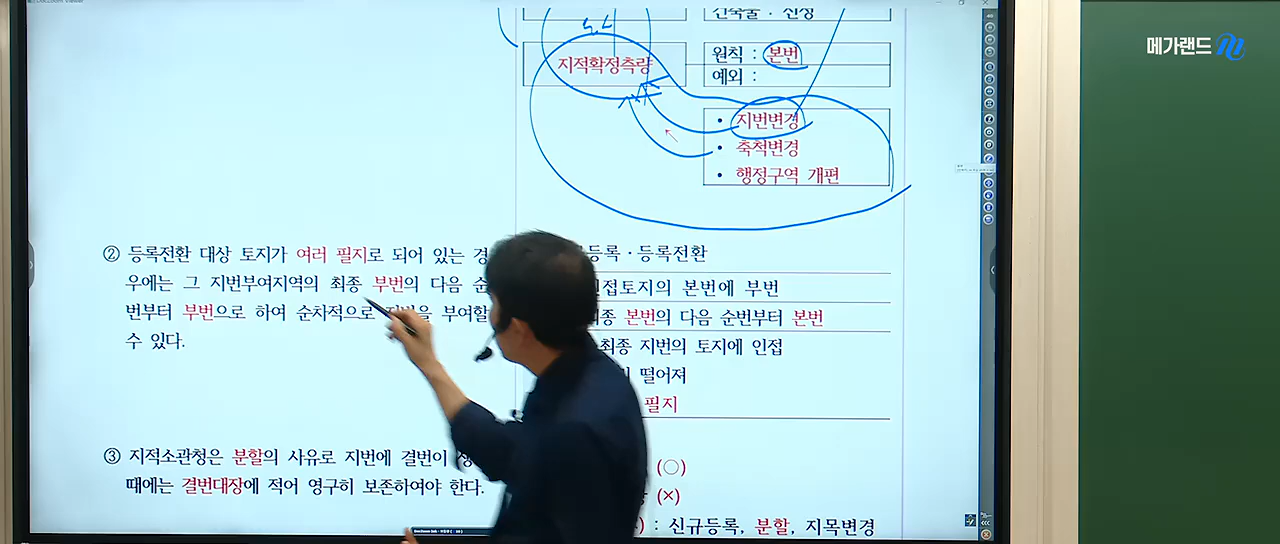 메가랜드
건축물 : 신청
지적확정측량
원칙 : 본번
예외 :
• 지번변경
• 축척변경
• 행정구역 개편
② 등록전환 대상 토지가 여러 필지로 되어 있는 경
우에는 그 지번부여지역의 최종 부번의 다음 순
번부터 부번으로 하여 순차적으로 지번을 부여할
수 있다.
등록 · 등록전환
인접토지의 본번에 부번
최종 본번의 다음 순번부터 본번
최종 지번의 토지에 인접
떨어져
필지
③ 지적소관청은 분할의 사유로 지번에 결번이
때에는 결번대장에 적어 영구히 보존하여야 한다.
(○)
(×)
: 신규등록, 분할, 지목변경